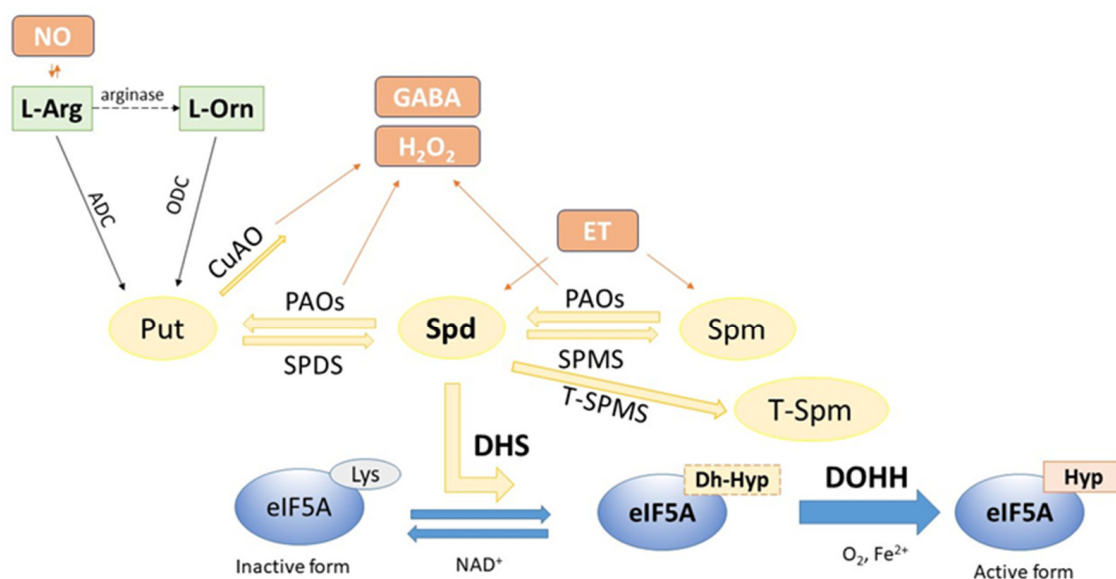 NO
L-Arg
arginase
L-Orn
GABA
H₂O₂
ADC
ODC
CuAO
ET
Put
PAOs
SPDS
Spd
PAOs
SPMS
Spm
T-SPMS
T-Spm
DHS
Lys
eIF5A
Inactive form
NAD⁺
Dh-Hyp
eIF5A
DOHH
O₂, Fe²⁺
Hyp
eIF5A
Active form